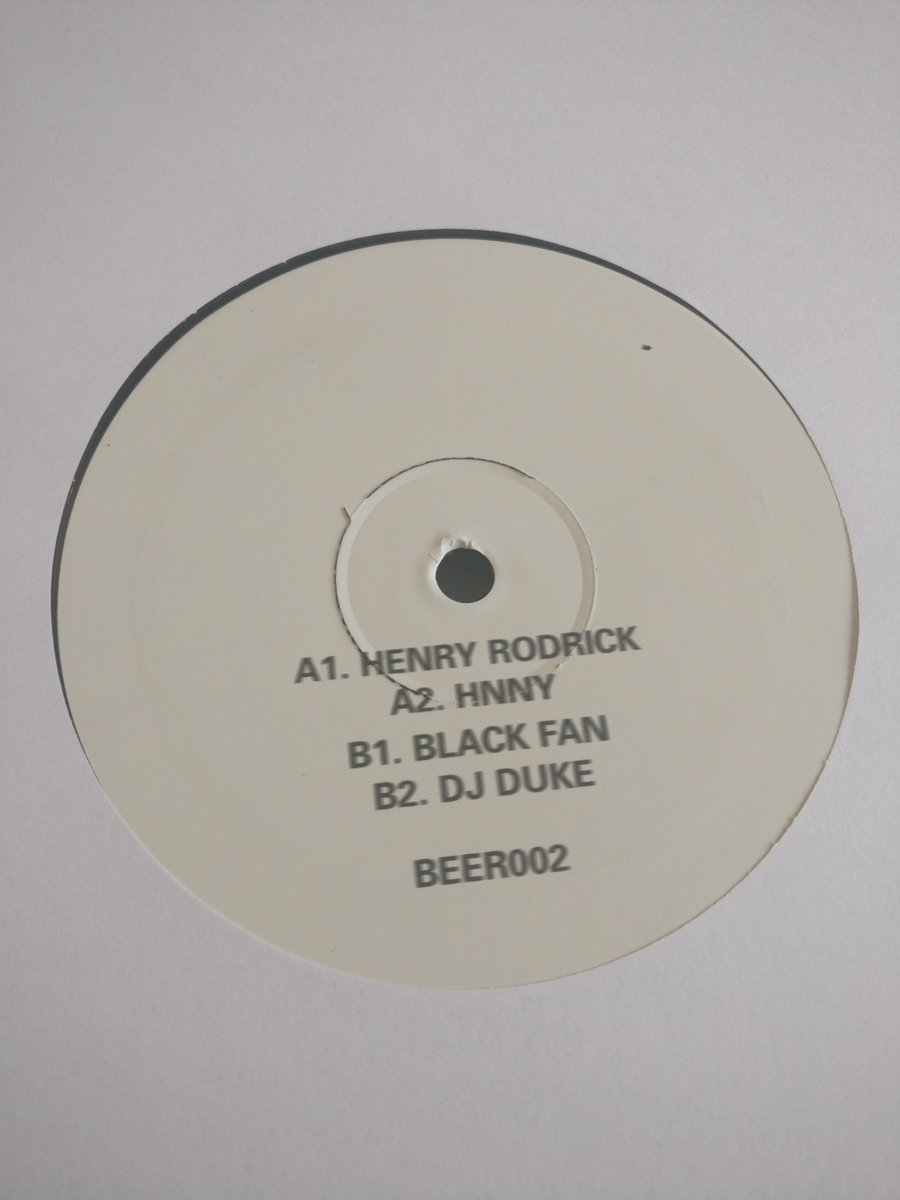 A1. HENRY RODRICK
A2. HNNY
B1. BLACK FAN
B2. DJ DUKE
BEER002